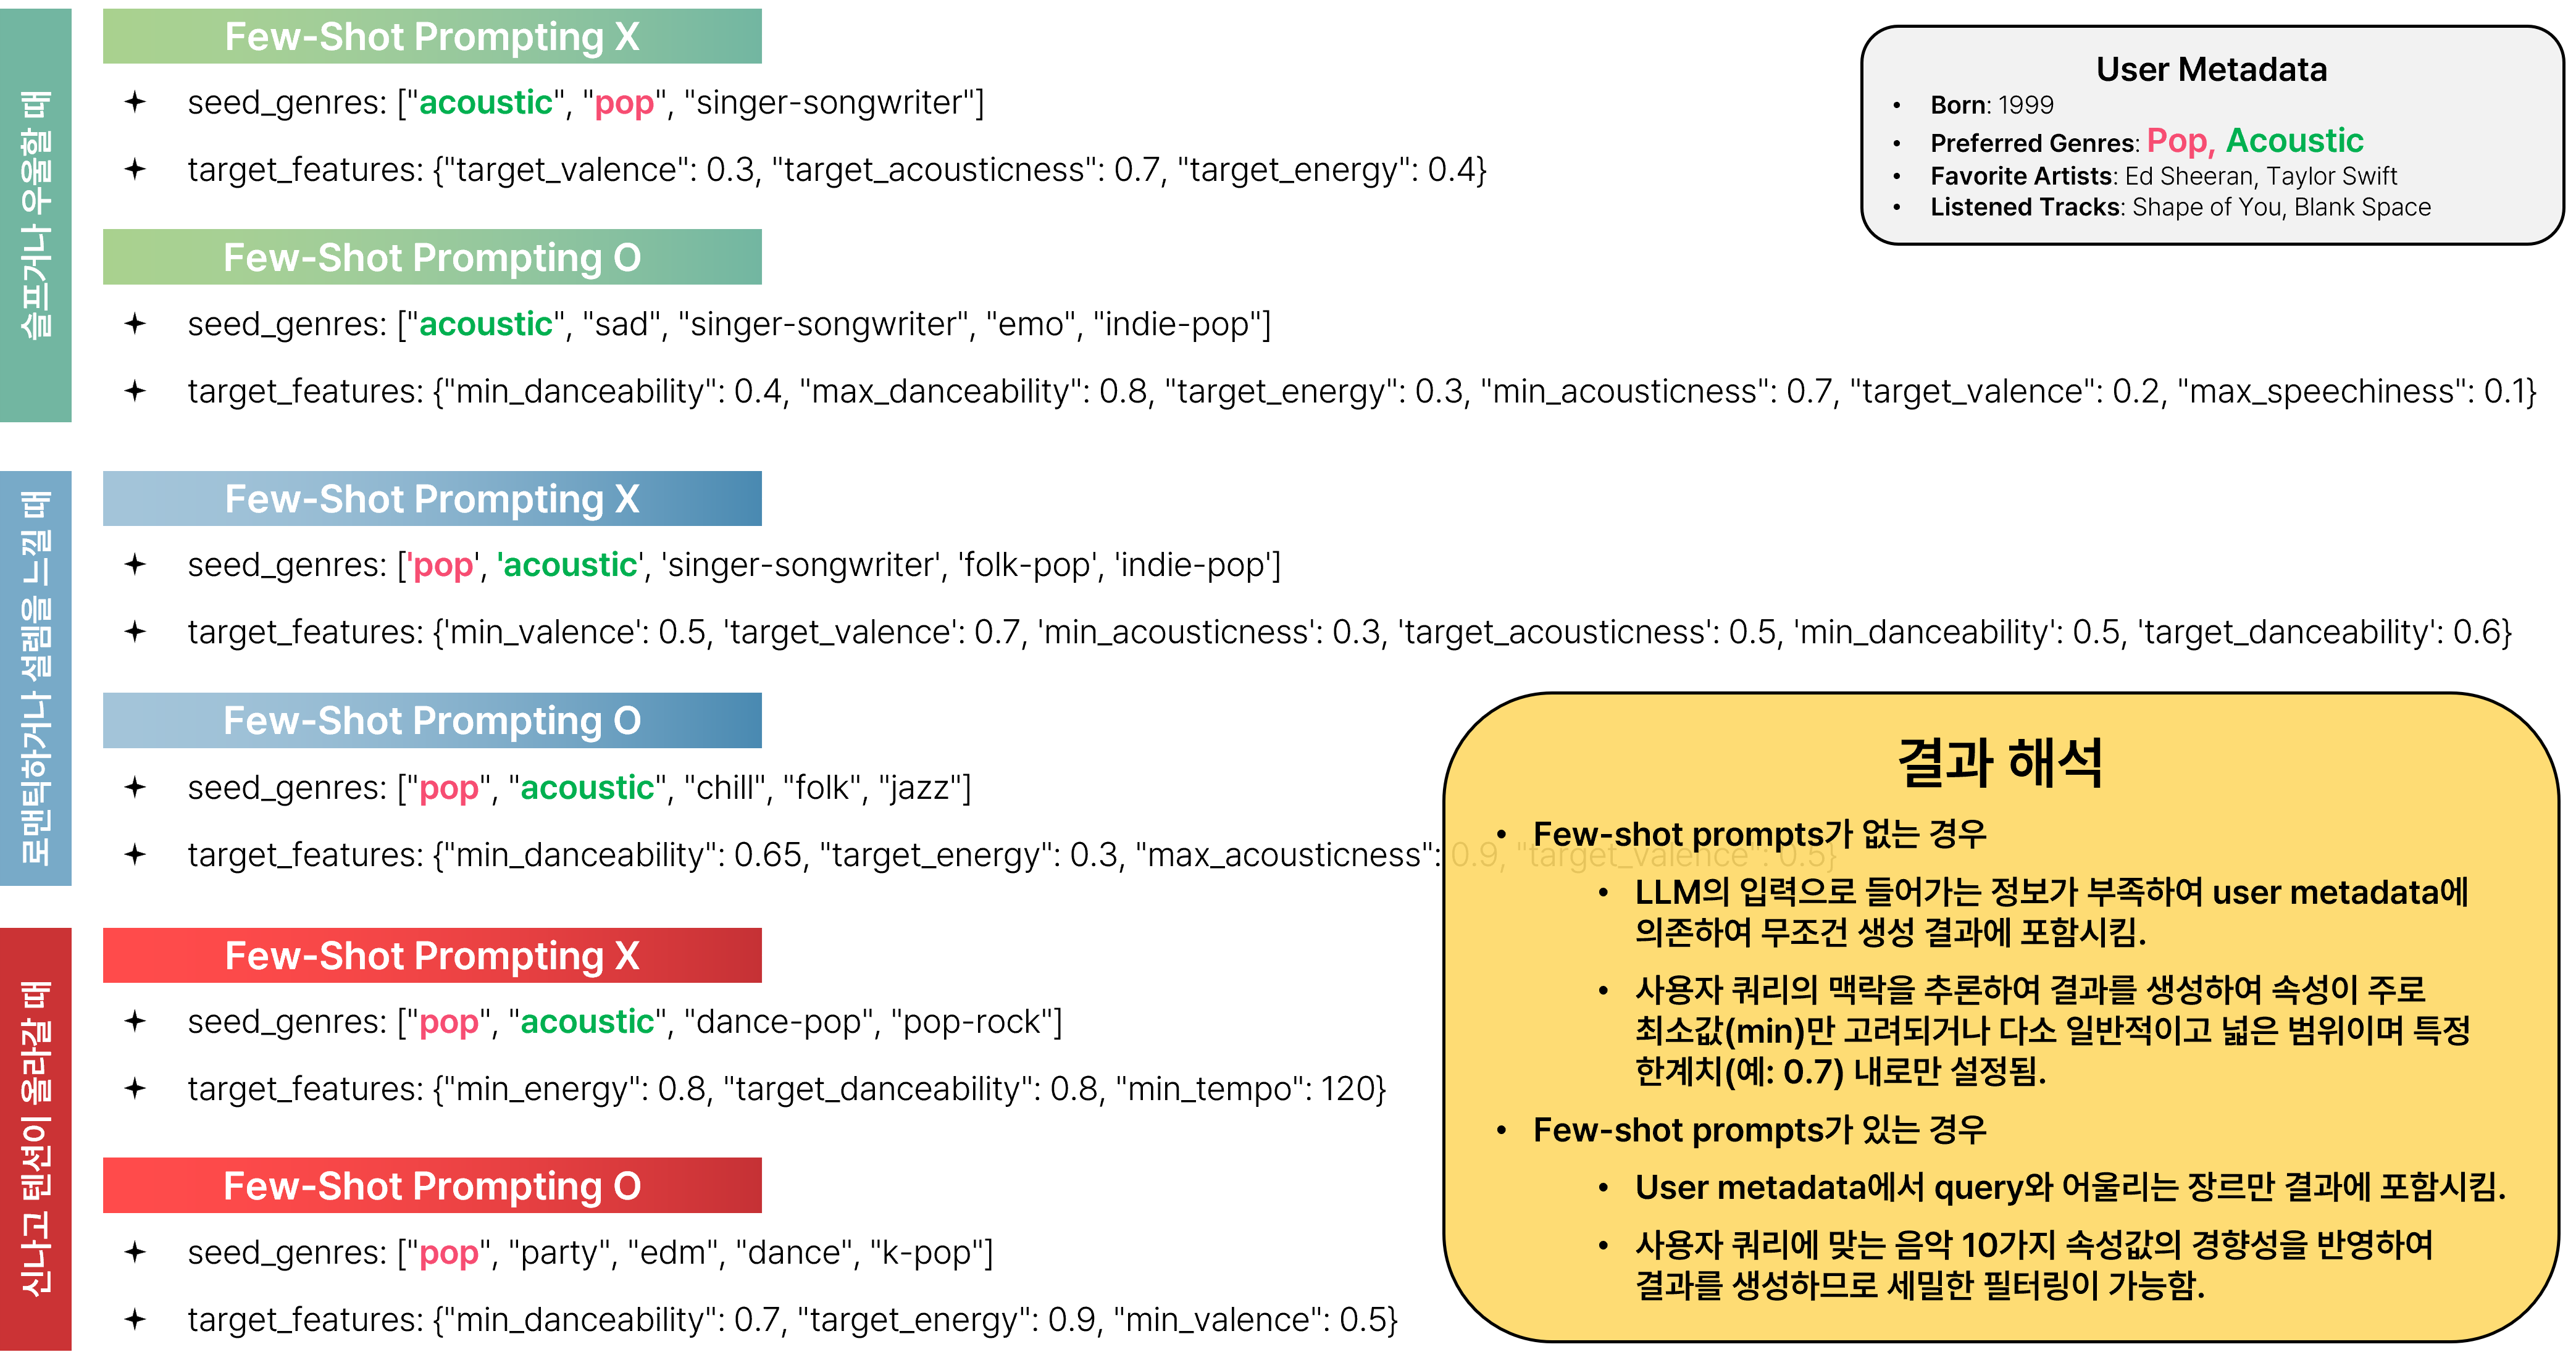 슬프거나 우울할 때
Few-Shot Prompting X
seed_genres: ["acoustic", "pop", "singer-songwriter"]
target_features: {"target_valence": 0.3, "target_acousticness": 0.7, "target_energy": 0.4}
Few-Shot Prompting O
seed_genres: ["acoustic", "sad", "singer-songwriter", "emo", "indie-pop"]
target_features: {"min_danceability": 0.4, "max_danceability": 0.8, "target_energy": 0.3, "min_acousticness": 0.7, "target_valence": 0.2, "max_speechiness": 0.1}
User Metadata
• Born: 1999
• Preferred Genres: Pop, Acoustic
• Favorite Artists: Ed Sheeran, Taylor Swift
• Listened Tracks: Shape of You, Blank Space
로맨틱하거나 설렘을 느낄 때
Few-Shot Prompting X
seed_genres: ['pop', 'acoustic', 'singer-songwriter', 'folk-pop', 'indie-pop']
target_features: {'min_valence': 0.5, 'target_valence': 0.7, 'min_acousticness': 0.3, 'target_acousticness': 0.5, 'min_danceability': 0.5, 'target_danceability': 0.6}
Few-Shot Prompting O
seed_genres: ["pop", "acoustic", "chill", "folk", "jazz"]
target_features: {"min_danceability": 0.65, "target_energy": 0.3, "max_acousticness": 0.9, "target_valence": 0.5}
신나고 텐션이 올라갈 때
Few-Shot Prompting X
seed_genres: ["pop", "acoustic", "dance-pop", "pop-rock"]
target_features: {"min_energy": 0.8, "target_danceability": 0.8, "min_tempo": 120}
Few-Shot Prompting O
seed_genres: ["pop", "party", "edm", "dance", "k-pop"]
target_features: {"min_danceability": 0.7, "target_energy": 0.9, "min_valence": 0.5}
결과 해석
• Few-shot prompts가 없는 경우
• LLM의 입력으로 들어가는 정보가 부족하여 user metadata에
의존하여 무조건 생성 결과에 포함시킴.
• 사용자 쿼리의 맥락을 추론하여 결과를 생성하여 속성이 주로
최소값(min)만 고려되거나 다소 일반적이고 넓은 범위이며 특정
한계치(예: 0.7) 내로만 설정됨.
• Few-shot prompts가 있는 경우
• User metadata에서 query와 어울리는 장르만 결과에 포함시킴.
• 사용자 쿼리에 맞는 음악 10가지 속성값의 경향성을 반영하여
결과를 생성하므로 세밀한 필터링이 가능함.